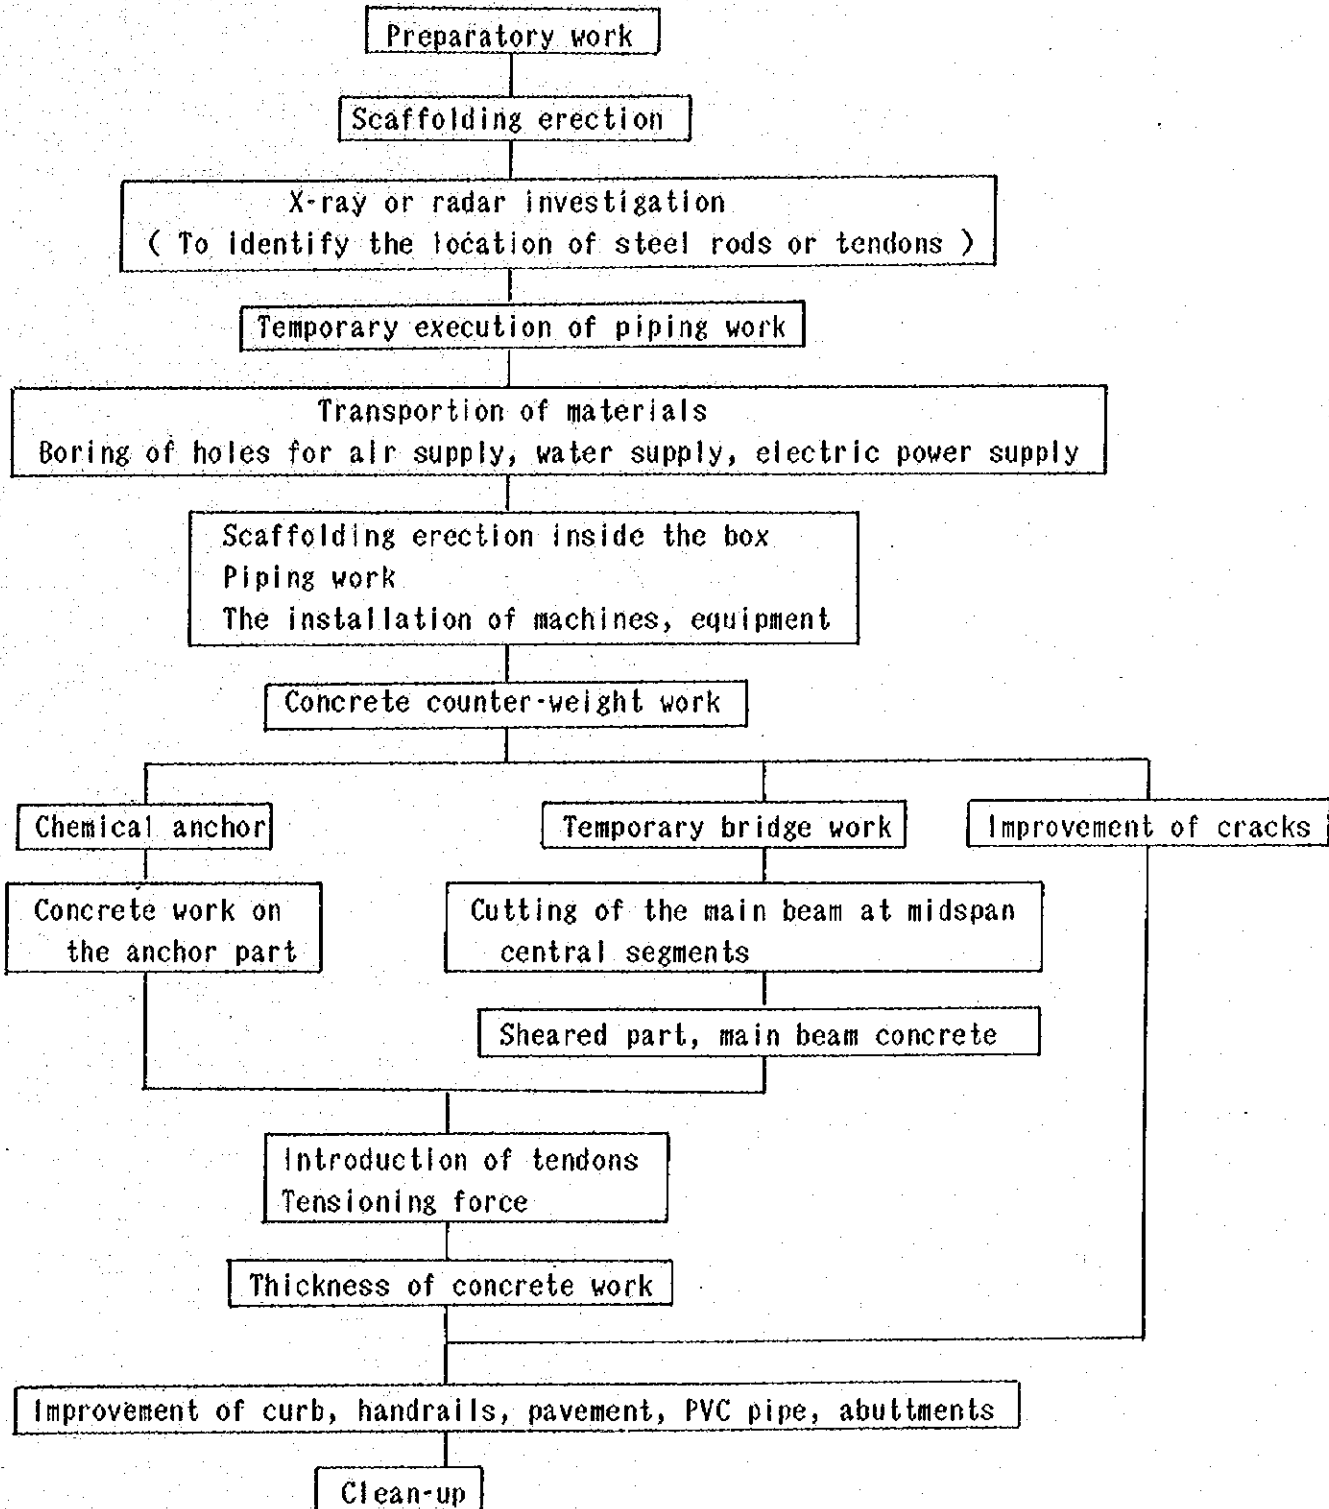 Preparatory work
Scaffolding erection
X-ray or radar investigation
( To identify the location of steel rods or tendons )
Temporary execution of piping work
Transportion of materials
Boring of holes for air supply, water supply, electric power supply
Scaffolding erection inside the box
Piping work
The installation of machines, equipment
Concrete counter-weight work
Chemical anchor
Temporary bridge work
Improvement of cracks
Concrete work on
the anchor part
Cutting of the main beam at midspan
central segments
Sheared part, main beam concrete
Introduction of tendons
Tensioning force
Thickness of concrete work
Improvement of curb, handrails, pavement, PVC pipe, abuttments
Clean-up